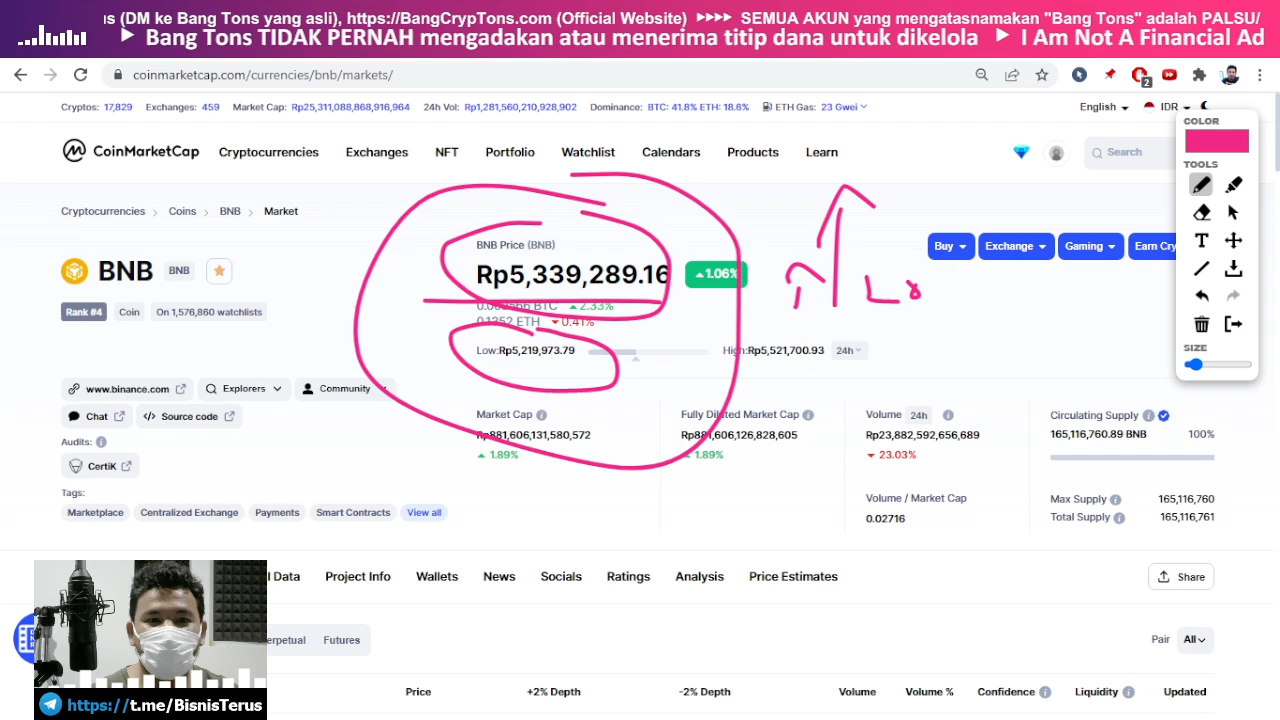 us (DM ke Bang Tons yang asli), https://BangCrypTons.com (Official Website) ►►►► SEMUA AKUN yang mengatasnamakan "Bang Tons" adalah PALSU/
► Bang Tons TIDAK PERNAH mengadakan atau menerima titip dana untuk dikelola ► I Am Not A Financial Ad
coinmarketcap.com/currencies/bnb/markets/
2
Cryptos: 17,829 Exchanges: 459 Market Cap: Rp25,311,088,868,916,964 24h Vol: Rp1,281,560,210,928,902 Dominance: BTC: 41.8% ETH: 18.6% ETH Gas: 23 Gwei English IDR
COLOR
CoinMarketCap Cryptocurrencies Exchanges NFT Portfolio Watchlist Calendars Products Learn Search
TOOLS
Cryptocurrencies Coins BNB Market
BNB Price (BNB)
Buy Exchange Gaming Earn Cry
BNB BNB Rp5,339,289.16 1.06%
Rank #4 Coin On 1,576,860 watchlists
BTC 2.33%
0.1352 ETH 0.41%
Low:Rp5,219,973.79 High:Rp5,521,700.93 24h
SIZE
www.binance.com Explorers Community
Chat Source code
Audits:
CertiK
Tags:
Marketplace Centralized Exchange Payments Smart Contracts View all
Market Cap Fully Diluted Market Cap Volume 24h Circulating Supply
Rp881,606,131,580,572 Rp881,606,126,828,605 Rp23,882,592,656,689 165,116,760.89 BNB 100%
1.89% 1.89% 23.03%
Volume / Market Cap
0.02716
Max Supply 165,116,760
Total Supply 165,116,761
Data Project Info Wallets News Socials Ratings Analysis Price Estimates Share
erpetual Futures Pair All
Price +2% Depth -2% Depth Volume Volume % Confidence Liquidity Updated
https://t.me/BisnisTerus